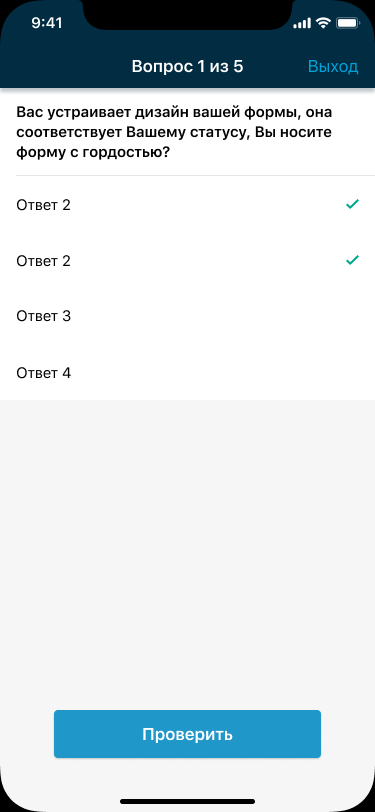 9:41
Вопрос 1 из 5
Выход
Вас устраивает дизайн вашей формы, она
соответствует Вашему статусу, Вы носите
форму с гордостью?
Ответ 2
Ответ 2
Ответ 3
Ответ 4
Проверить